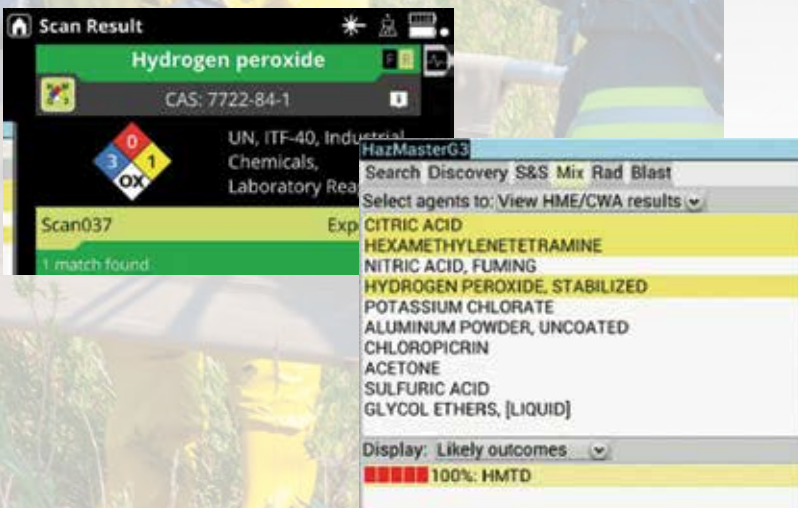 Scan Result
Hydrogen peroxide
F R
CAS: 7722-84-1
0
3 1
OX
UN, ITF-40, Industrial
Chemicals,
Laboratory Rea
Scan037 Exp
1 match found
HazMasterG3
Search Discovery S&S Mix Rad Blast
Select agents to: View HME/CWA results
CITRIC ACID
HEXAMETHYLENETETRAMINE
NITRIC ACID, FUMING
HYDROGEN PEROXIDE, STABILIZED
POTASSIUM CHLORATE
ALUMINUM POWDER, UNCOATED
CHLOROPICRIN
ACETONE
SULFURIC ACID
GLYCOL ETHERS, [LIQUID]
Display: Likely outcomes
100%: HMTD